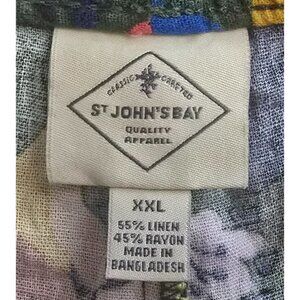 CLASSIC CRAFTED
ST JOHN'S BAY
QUALITY
APPAREL
XXL
55% LINEN
45% RAYON
MADE IN
BANGLADESH